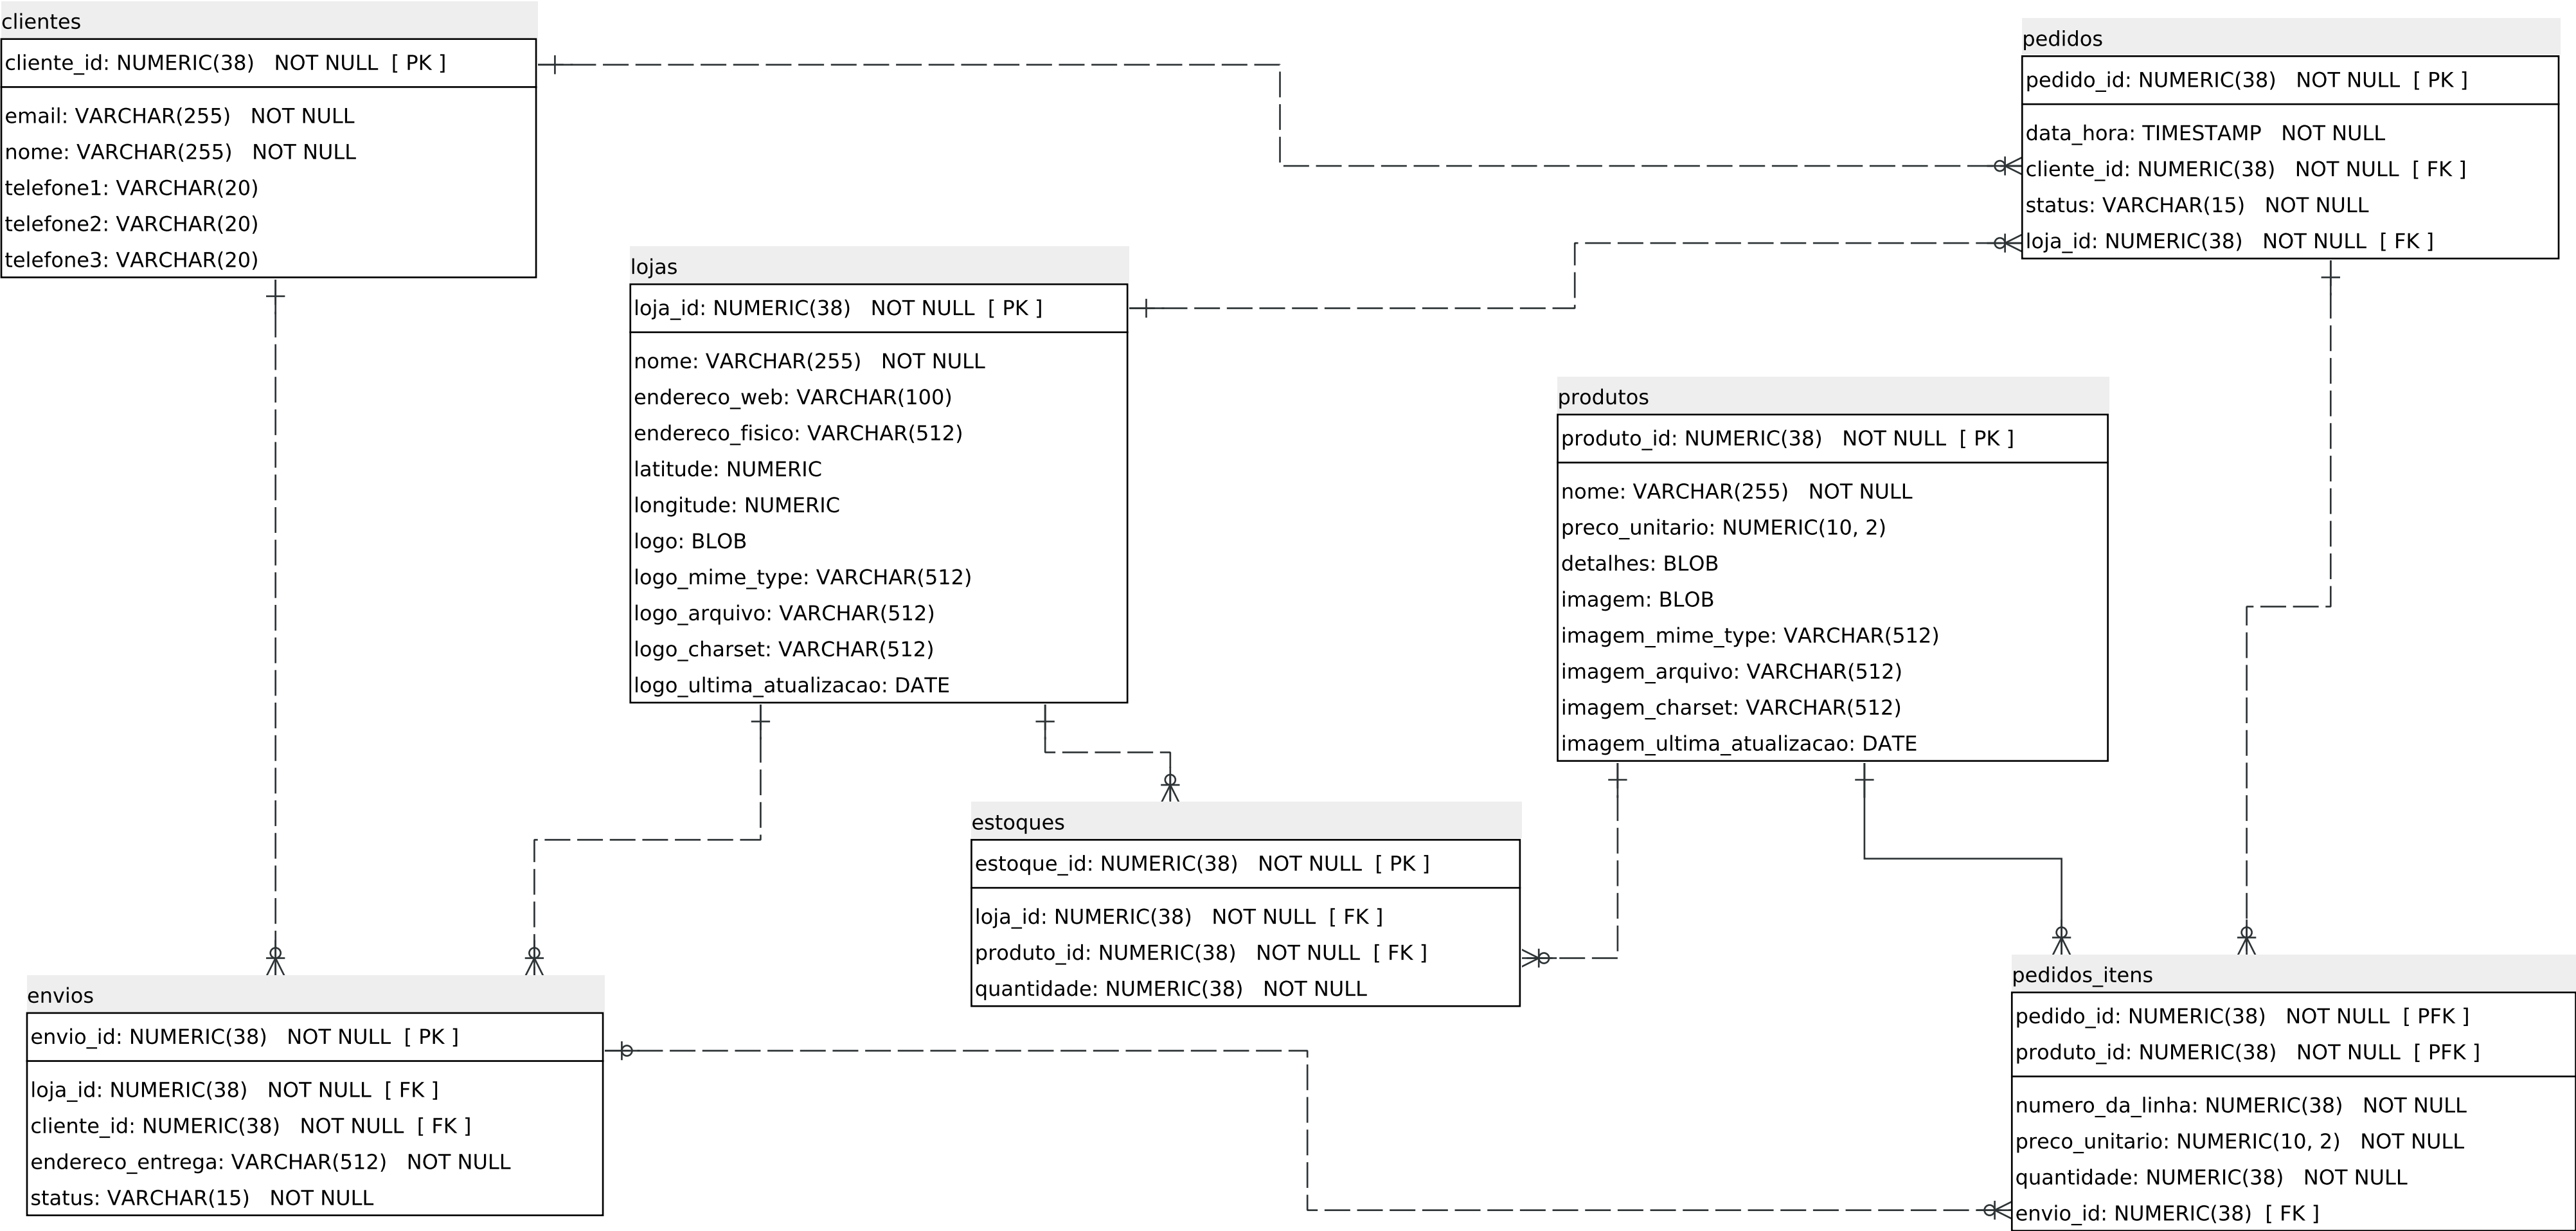 clientes
cliente_id: NUMERIC(38) NOT NULL [ PK ]
email: VARCHAR(255) NOT NULL
nome: VARCHAR(255) NOT NULL
telefone1: VARCHAR(20)
telefone2: VARCHAR(20)
telefone3: VARCHAR(20)
pedidos
pedido_id: NUMERIC(38) NOT NULL [ PK ]
data_hora: TIMESTAMP NOT NULL
cliente_id: NUMERIC(38) NOT NULL [ FK ]
status: VARCHAR(15) NOT NULL
loja_id: NUMERIC(38) NOT NULL [ FK ]
lojas
loja_id: NUMERIC(38) NOT NULL [ PK ]
nome: VARCHAR(255) NOT NULL
endereco_web: VARCHAR(100)
endereco_fisico: VARCHAR(512)
latitude: NUMERIC
longitude: NUMERIC
logo: BLOB
logo_mime_type: VARCHAR(512)
logo_arquivo: VARCHAR(512)
logo_charset: VARCHAR(512)
logo_ultima_atualizacao: DATE
produtos
produto_id: NUMERIC(38) NOT NULL [ PK ]
nome: VARCHAR(255) NOT NULL
preco_unitario: NUMERIC(10, 2)
detalhes: BLOB
imagem: BLOB
imagem_mime_type: VARCHAR(512)
imagem_arquivo: VARCHAR(512)
imagem_charset: VARCHAR(512)
imagem_ultima_atualizacao: DATE
estoques
estoque_id: NUMERIC(38) NOT NULL [ PK ]
loja_id: NUMERIC(38) NOT NULL [ FK ]
produto_id: NUMERIC(38) NOT NULL [ FK ]
quantidade: NUMERIC(38) NOT NULL
envios
envio_id: NUMERIC(38) NOT NULL [ PK ]
loja_id: NUMERIC(38) NOT NULL [ FK ]
cliente_id: NUMERIC(38) NOT NULL [ FK ]
endereco_entrega: VARCHAR(512) NOT NULL
status: VARCHAR(15) NOT NULL
pedidos_itens
pedido_id: NUMERIC(38) NOT NULL [ PFK ]
produto_id: NUMERIC(38) NOT NULL [ PFK ]
numero_da_linha: NUMERIC(38) NOT NULL
preco_unitario: NUMERIC(10, 2) NOT NULL
quantidade: NUMERIC(38) NOT NULL
envio_id: NUMERIC(38) [ FK ]